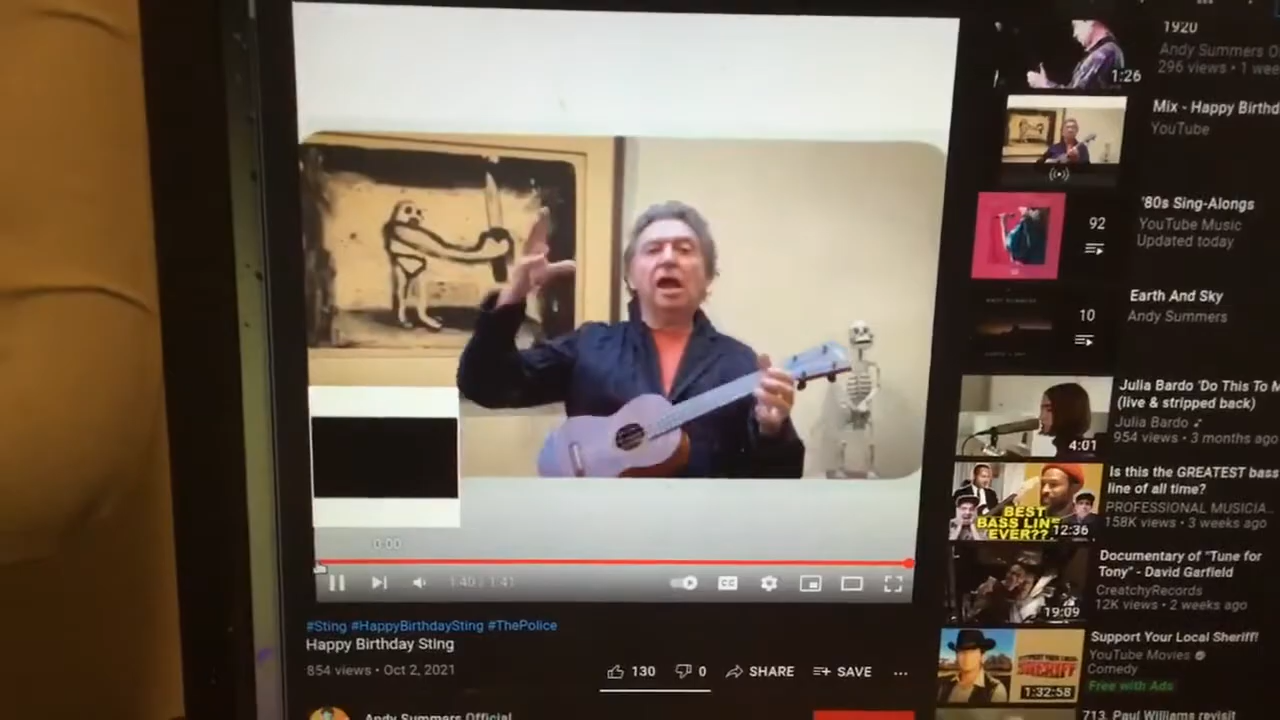 0:00
1:40 / 1:41
CC
#Sting #HappyBirthdaySting #ThePolice
Happy Birthday Sting
854 views • Oct 2, 2021
130
0
SHARE
SAVE
Andy Summers Official
1920
Andy Summers O
296 views • 1 wee
1:26
Mix - Happy Birthd
YouTube
'80s Sing-Alongs
YouTube Music
Updated today
92
Earth And Sky
Andy Summers
10
Julia Bardo 'Do This To M
(live & stripped back)
Julia Bardo
954 views • 3 months ago
4:01
Is this the GREATEST bass
line of all time?
PROFESSIONAL MUSICIA...
158K views • 3 weeks ago
BEST
BASS LINE
EVER??
12:36
Documentary of "Tune for
Tony" - David Garfield
CreatchyRecords
12K views • 2 weeks ago
19:09
Support Your Local Sheriff!
YouTube Movies
Comedy
Free with Ads
SHERIFF
1:32:58
713. Paul Williams revisit